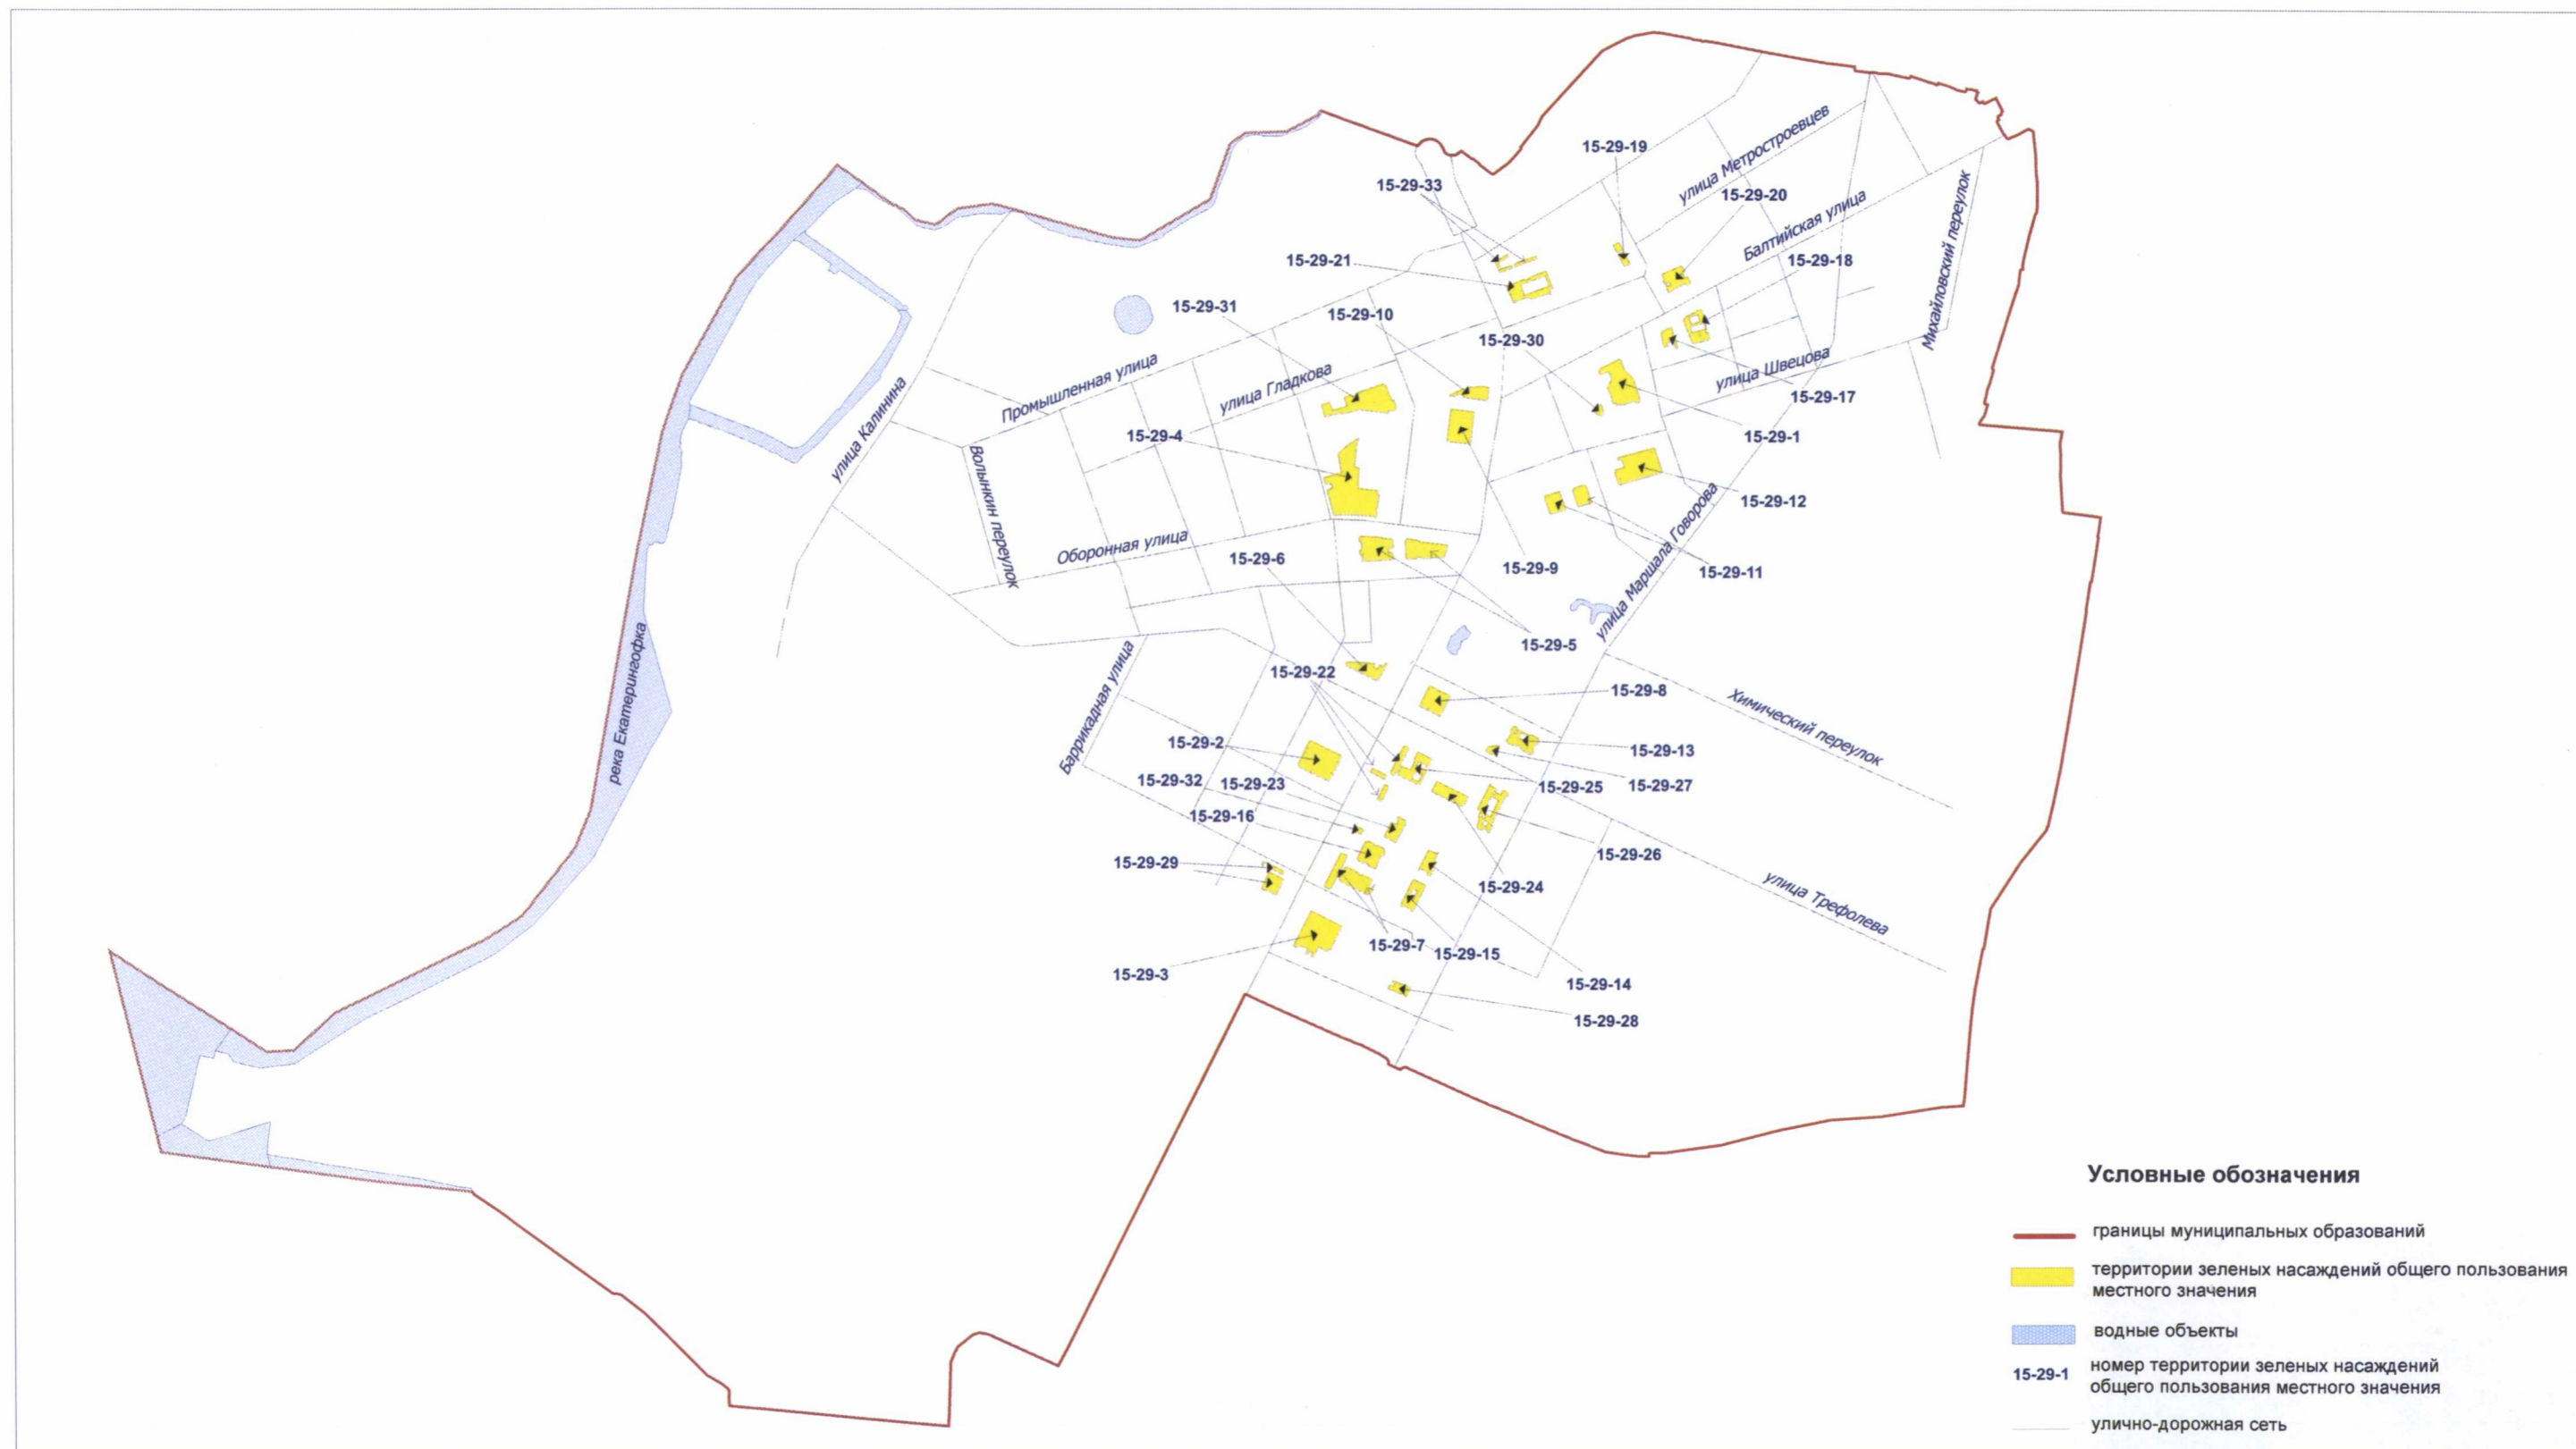 улица Метростроевцев
15-29-19
Михайловский переулок
15-29-33
15-29-20
Балтийская улица
15-29-21
15-29-18
15-29-31
15-29-10
15-29-30
Промышленная улица
улица Гладкова
улица Швецова
улица Калинина
15-29-17
15-29-4
15-29-1
Волынкин переулок
улица Маршала Говорова
15-29-12
Оборонная улица
15-29-6
15-29-9
15-29-11
река Екатерингофка
15-29-5
Баррикадная улица
15-29-22
15-29-8
Химический переулок
15-29-2
15-29-13
15-29-32
15-29-23
15-29-25
15-29-27
15-29-16
15-29-29
15-29-26
15-29-24
улица Трефолева
15-29-7
15-29-15
15-29-3
15-29-14
15-29-28
Условные обозначения
границы муниципальных образований
территории зеленых насаждений общего пользования
местного значения
водные объекты
15-29-1
номер территории зеленых насаждений
общего пользования местного значения
улично-дорожная сеть